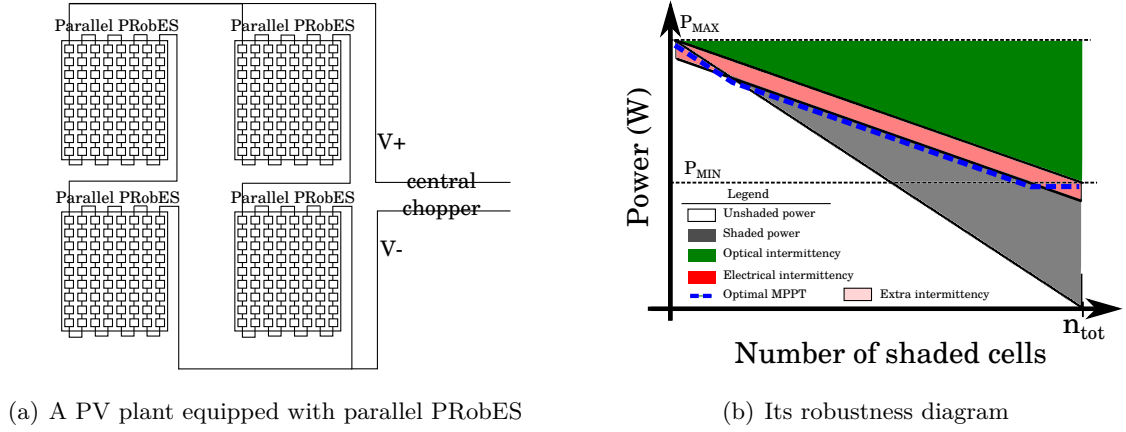 Parallel PRobES
Parallel PRobES
V+
central
chopper
Parallel PRobES
Parallel PRobES
V-
(a) A PV plant equipped with parallel PRobES
P_MAX
Power (W)
P_MIN
Legend
Unshaded power
Shaded power
Optical intermittency
Electrical intermittency
Optimal MPPT
Extra intermittency
n_tot
Number of shaded cells
(b) Its robustness diagram